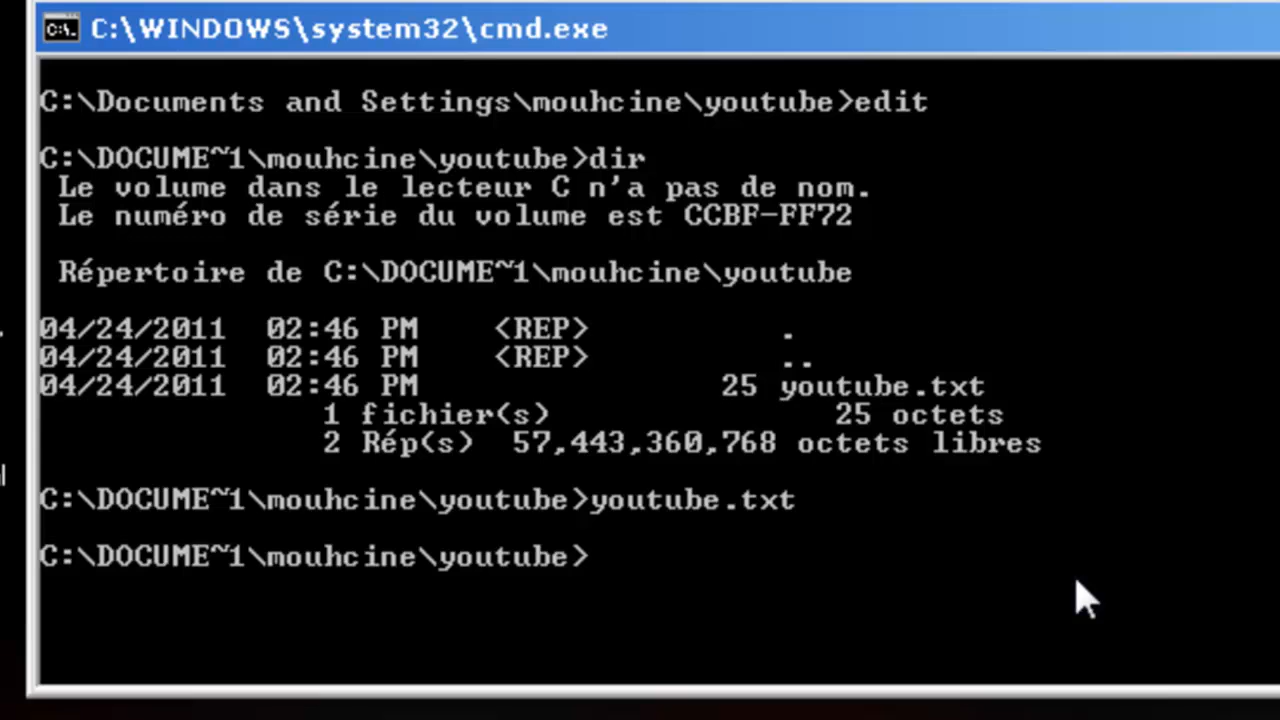 C:\WINDOWS\system32\cmd.exe
C:\Documents and Settings\mouhcine\youtube>edit
C:\DOCUME~1\mouhcine\youtube>dir
Le volume dans le lecteur C n'a pas de nom.
Le numéro de série du volume est CCBF-FF72
Répertoire de C:\DOCUME~1\mouhcine\youtube
04/24/2011 02:46 PM <REP> .
04/24/2011 02:46 PM <REP> ..
04/24/2011 02:46 PM 25 youtube.txt
1 fichier(s) 25 octets
2 Rép(s) 57,443,360,768 octets libres
C:\DOCUME~1\mouhcine\youtube>youtube.txt
C:\DOCUME~1\mouhcine\youtube>